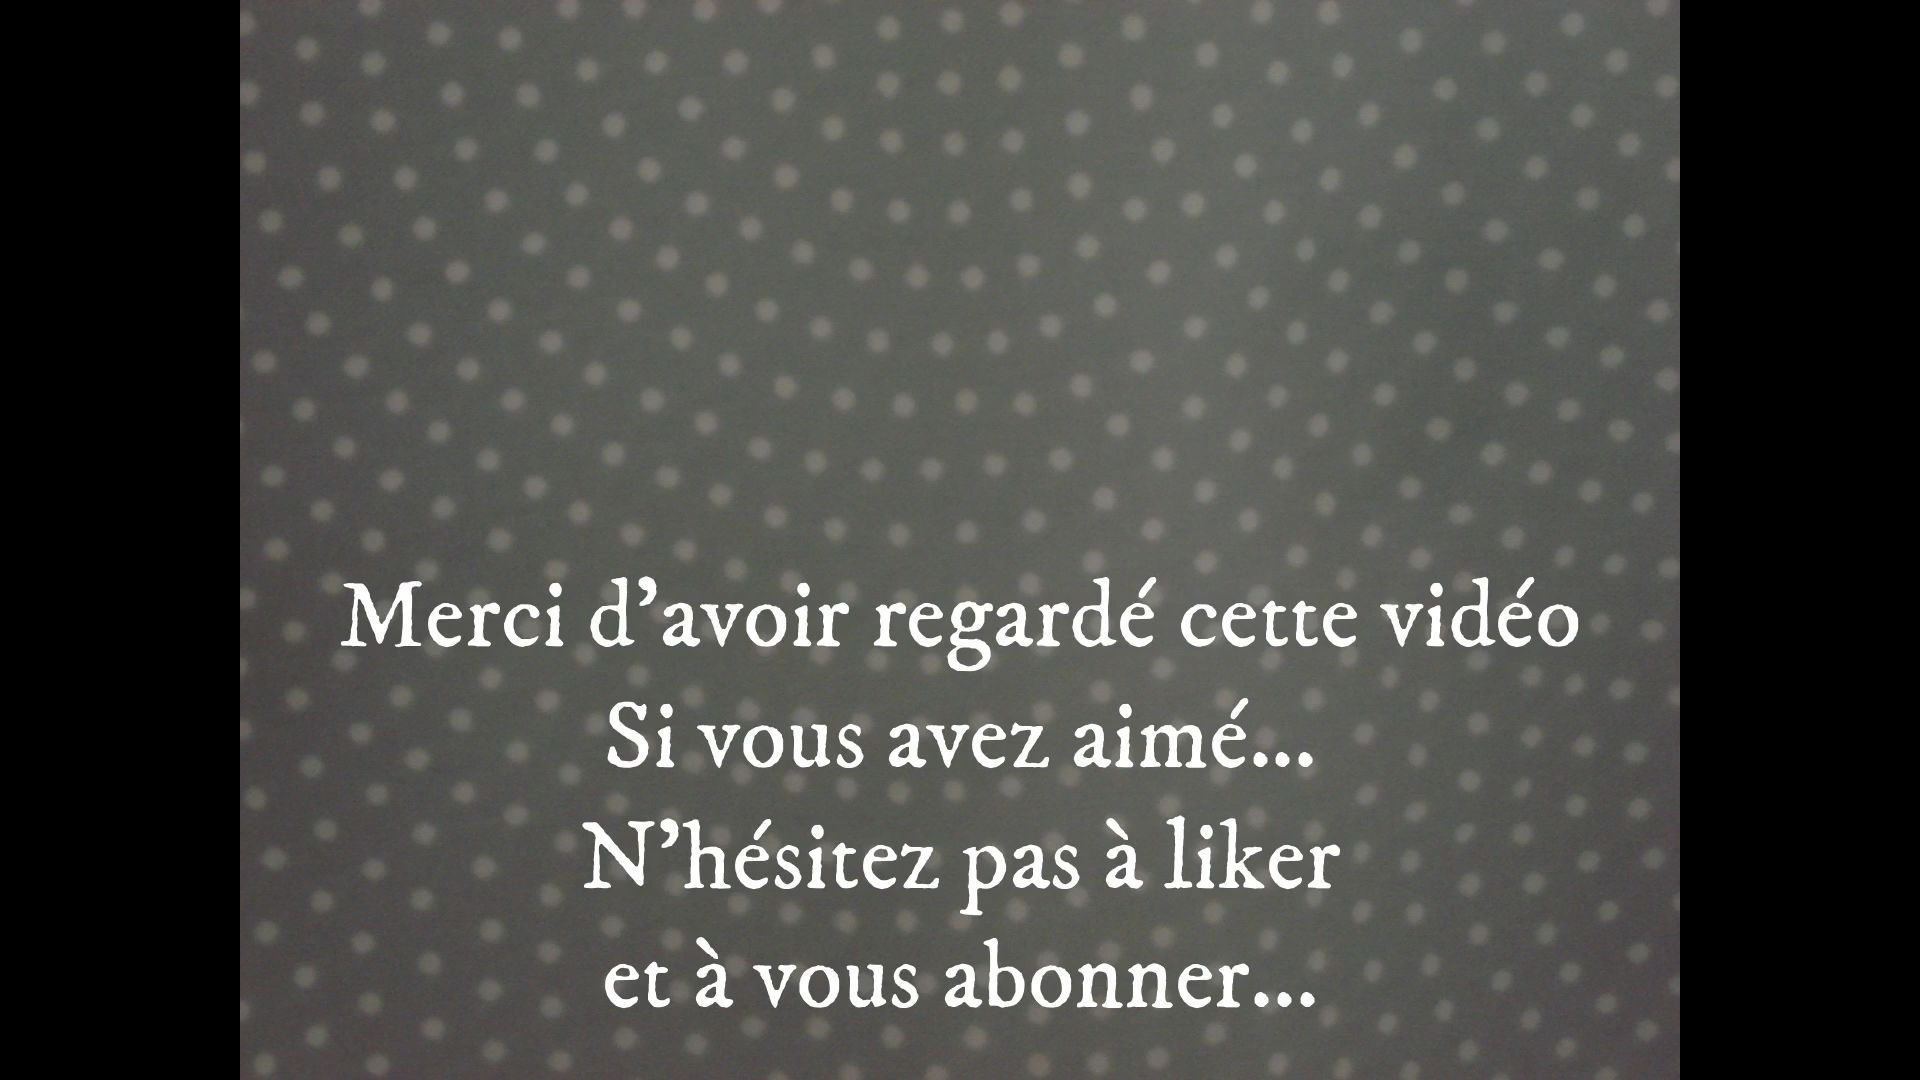 Merci d’avoir regardé cette vidéo
Si vous avez aimé...
N’hésitez pas à liker
et à vous abonner...